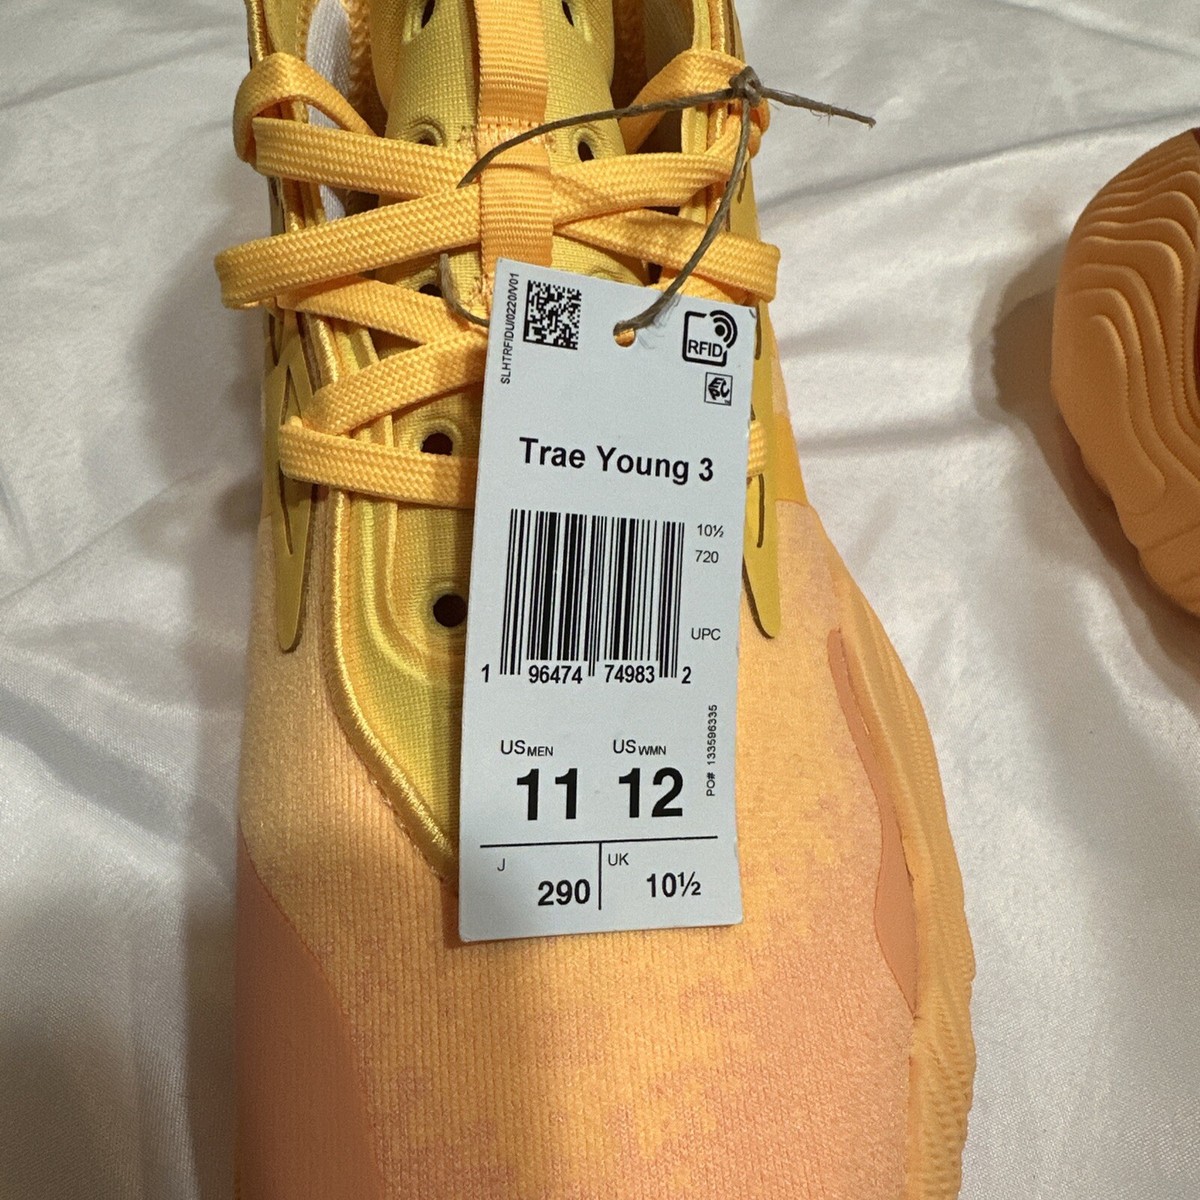 SLHTRFIDU/0220/V01
RFID
EPC
Trae Young 3
10½
720
UPC
1 96474 74983 2
PO# 133596335
US MEN US WMN
11 12
J UK
290 10½